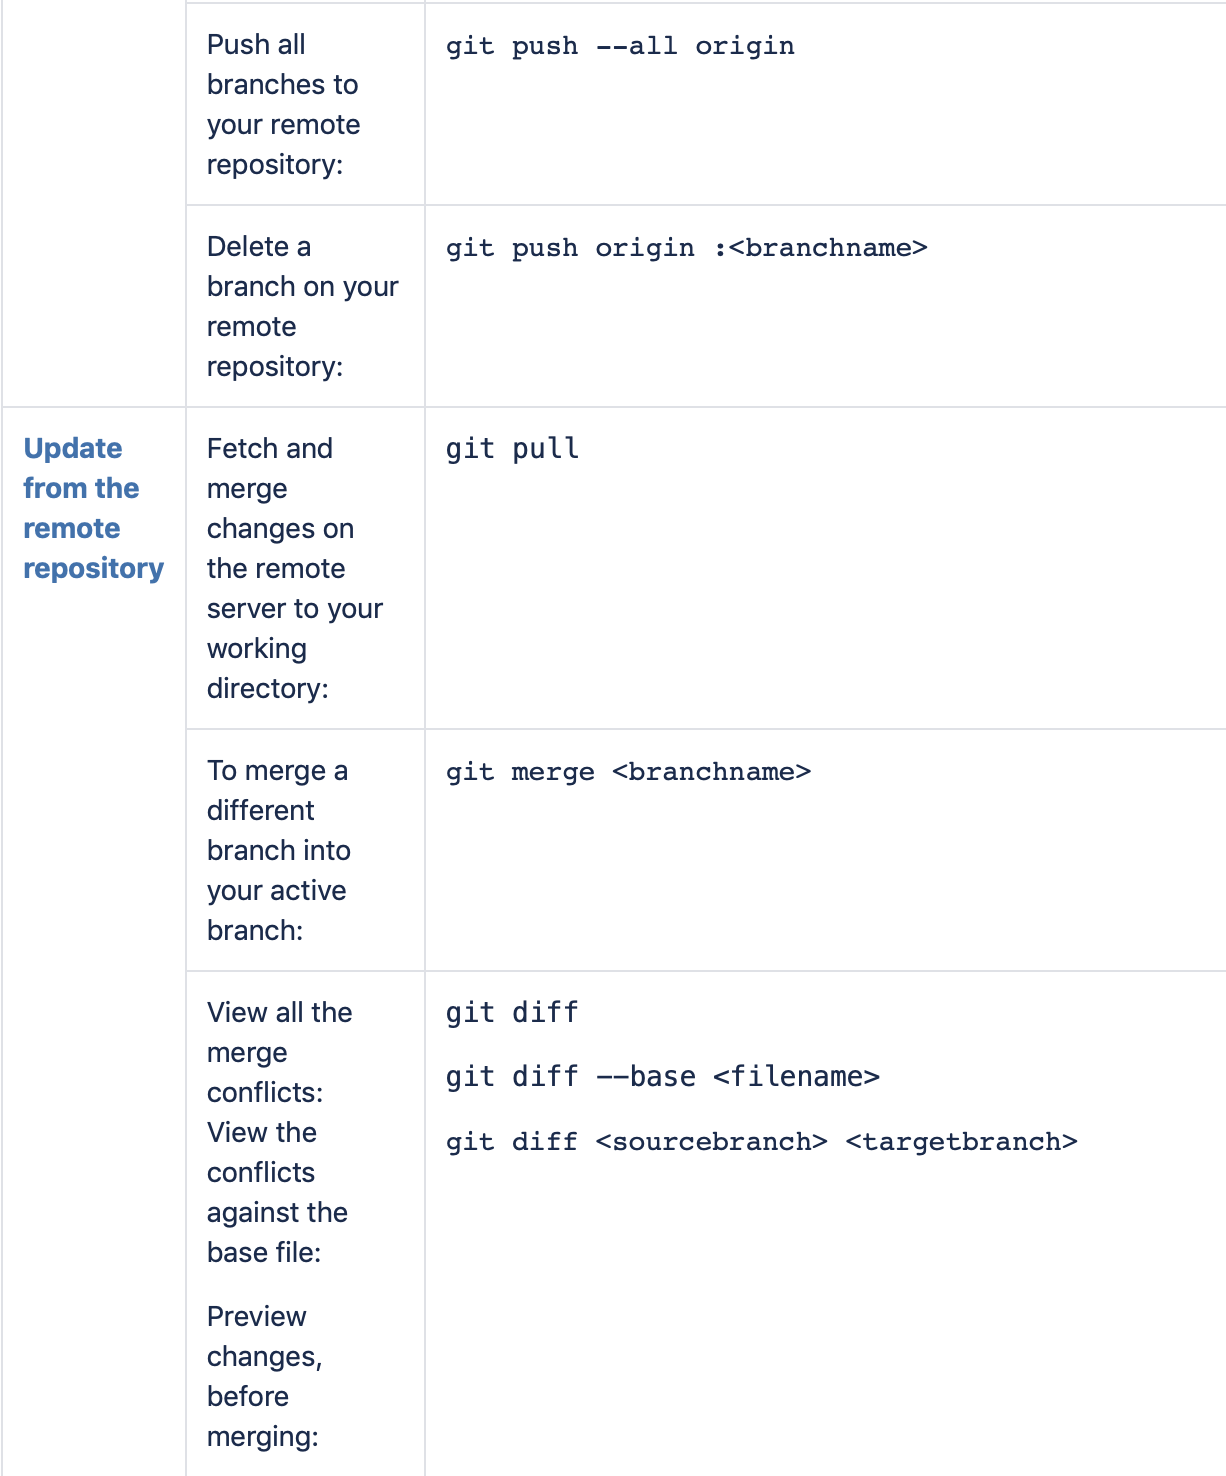 Push all
branches to
your remote
repository:
git push --all origin
Delete a
branch on your
remote
repository:
git push origin :<branchname>
Update
from the
remote
repository
Fetch and
merge
changes on
the remote
server to your
working
directory:
git pull
To merge a
different
branch into
your active
branch:
git merge <branchname>
View all the
merge
conflicts:
View the
conflicts
against the
base file:
Preview
changes,
before
merging:
git diff
git diff --base <filename>
git diff <sourcebranch> <targetbranch>